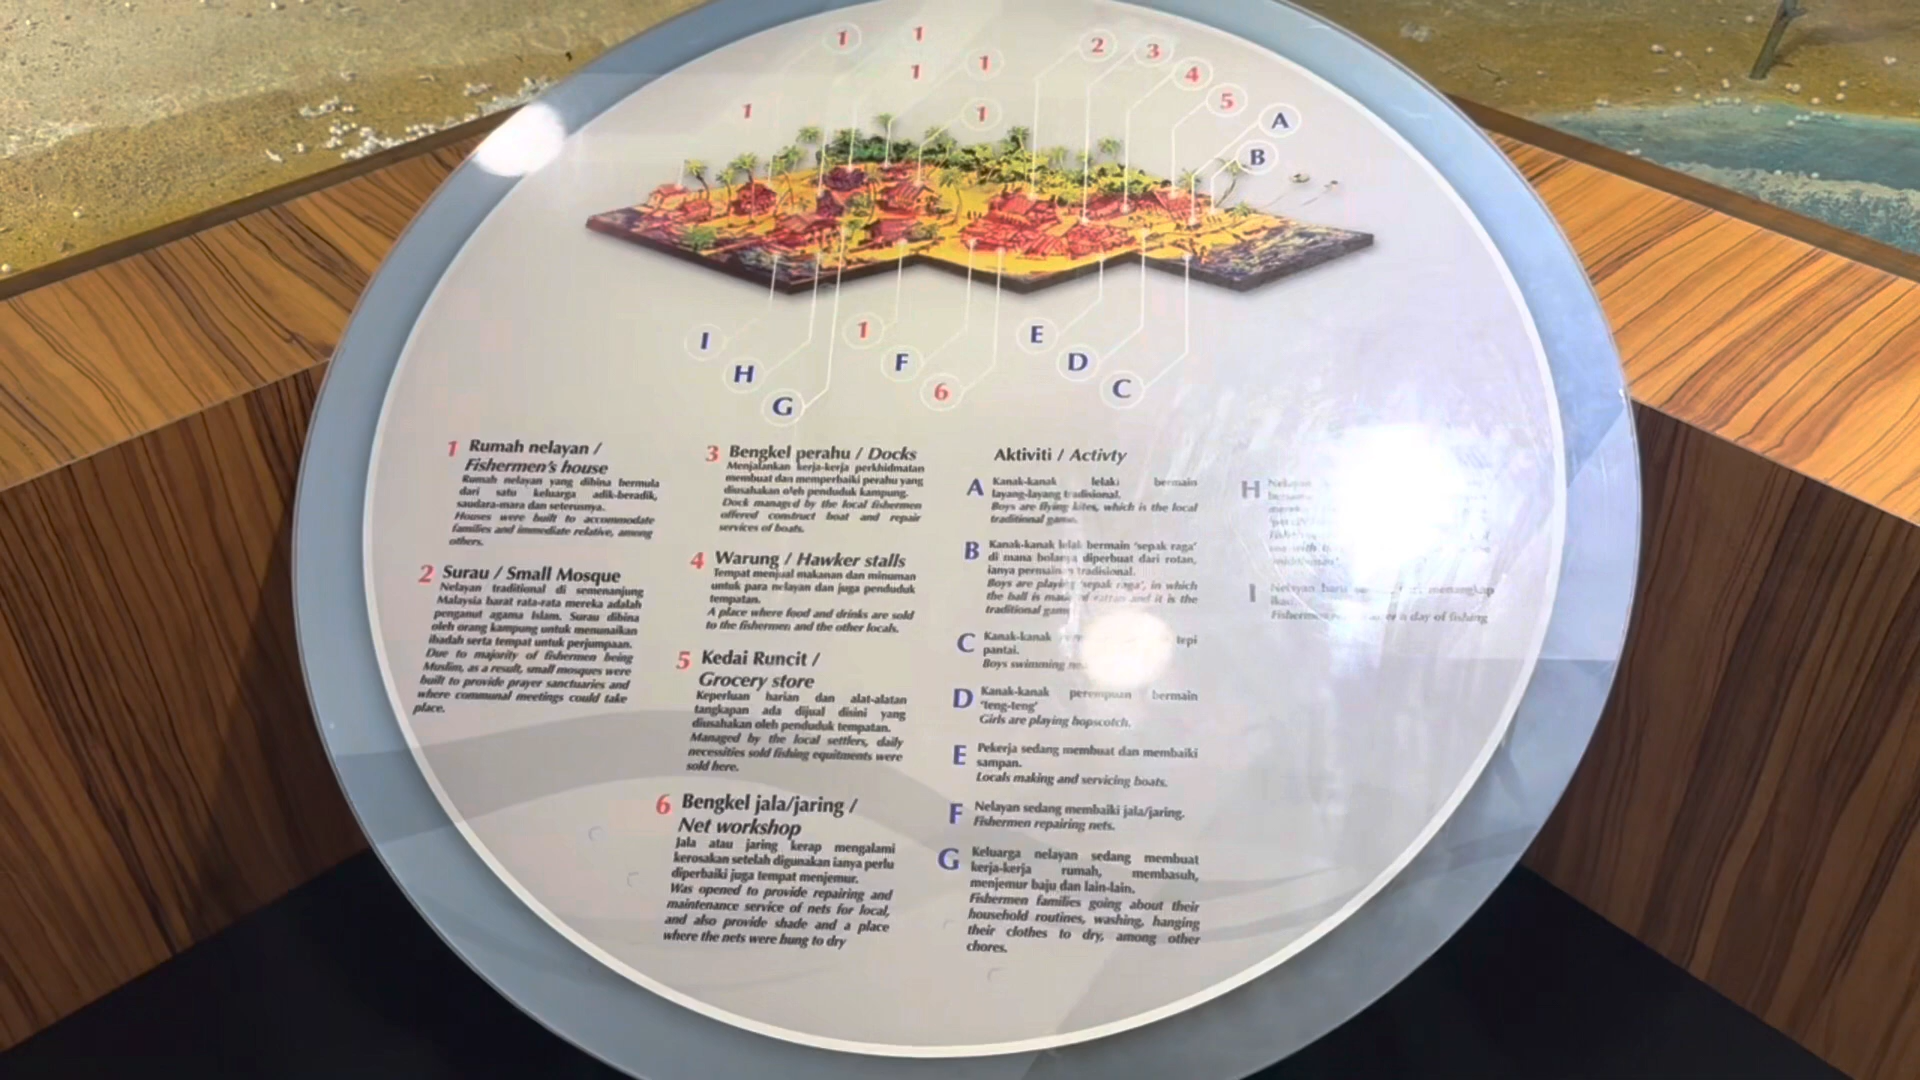 1
1
1
1
1
1
2
3
4
5
A
B
I
H
G
1
F
6
E
D
C
1 Rumah nelayan /
Fishermen's house
Rumah nelayan yang dibina bermula
dari satu keluarga adik-beradik,
saudara-mara dan seterusnya.
Houses were built to accommodate
families and immediate relative, among
others.
2 Surau / Small Mosque
Nelayan traditional di semenanjung
Malaysia barat rata-rata mereka adalah
penganut agama Islam. Surau dibina
oleh orang kampung untuk menunaikan
ibadah serta tempat untuk perjumpaan.
Due to majority of fishermen being
Muslim, as a result, small mosques were
built to provide prayer sanctuaries and
where communal meetings could take
place.
3 Bengkel perahu / Docks
Menjalankan kerja-kerja perkhidmatan
membuat dan memperbaiki perahu yang
diusahakan oleh penduduk kampung.
Dock managed by the local fishermen
offered construct boat and repair
services of boats.
4 Warung / Hawker stalls
Tempat menjual makanan dan minuman
untuk para nelayan dan juga penduduk
tempatan.
A place where food and drinks are sold
to the fishermen and the other locals.
5 Kedai Runcit /
Grocery store
Keperluan harian dan alat-alatan
tangkapan ada dijual disini yang
diusahakan oleh penduduk tempatan.
Managed by the local settlers, daily
necessities sold fishing equitments were
sold here.
6 Bengkel jala/jaring /
Net workshop
Jala atau jaring kerap mengalami
kerosakan setelah digunakan ianya perlu
diperbaiki juga tempat menjemur.
Was opened to provide repairing and
maintenance service of nets for local,
and also provide shade and a place
where the nets were hung to dry
Aktiviti / Activty
A Kanak-kanak lelaki bermain
layang-layang tradisional.
Boys are flying kites, which is the local
traditional game.
B Kanak-kanak lelaki bermain 'sepak raga'
di mana bolanya diperbuat dari rotan,
ianya permainan tradisional.
Boys are playing 'sepak raga', in which
the ball is made of rattan and it is the
traditional game
C Kanak-kanak tepi
pantai.
Boys swimming
D Kanak-kanak perempuan bermain
'teng-teng'
Girls are playing hopscotch.
E Pekerja sedang membuat dan membaiki
sampan.
Locals making and servicing boats.
F Nelayan sedang membaiki jala/jaring.
Fishermen repairing nets.
G Keluarga nelayan sedang membuat
kerja-kerja rumah, membasuh,
menjemur baju dan lain-lain.
Fishermen families going about their
household routines, washing, hanging
their clothes to dry, among other
chores.
H Nelayan
I Nelayan baru menangkap
ikan.
a day of fishing